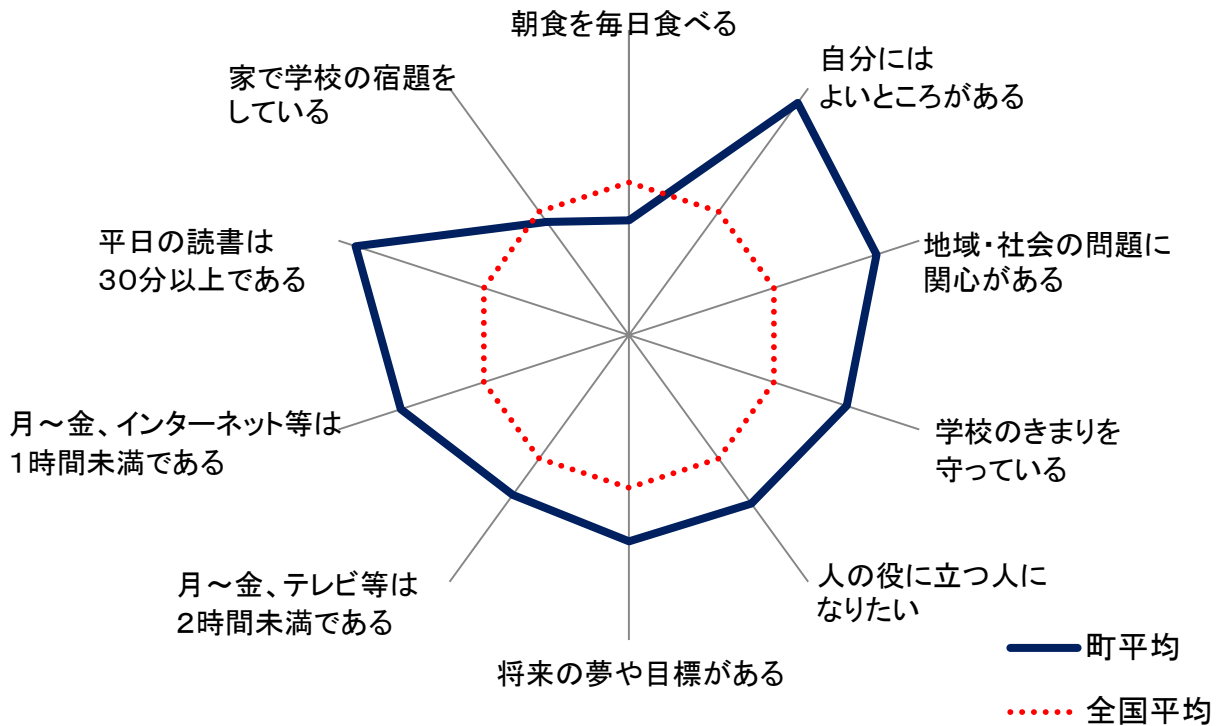 朝食を毎日食べる
自分には
よいところがある
地域・社会の問題に
関心がある
学校のきまりを
守っている
人の役に立つ人に
なりたい
将来の夢や目標がある
月～金、テレビ等は
2時間未満である
月～金、インターネット等は
1時間未満である
平日の読書は
30分以上である
家で学校の宿題を
している
町平均
全国平均